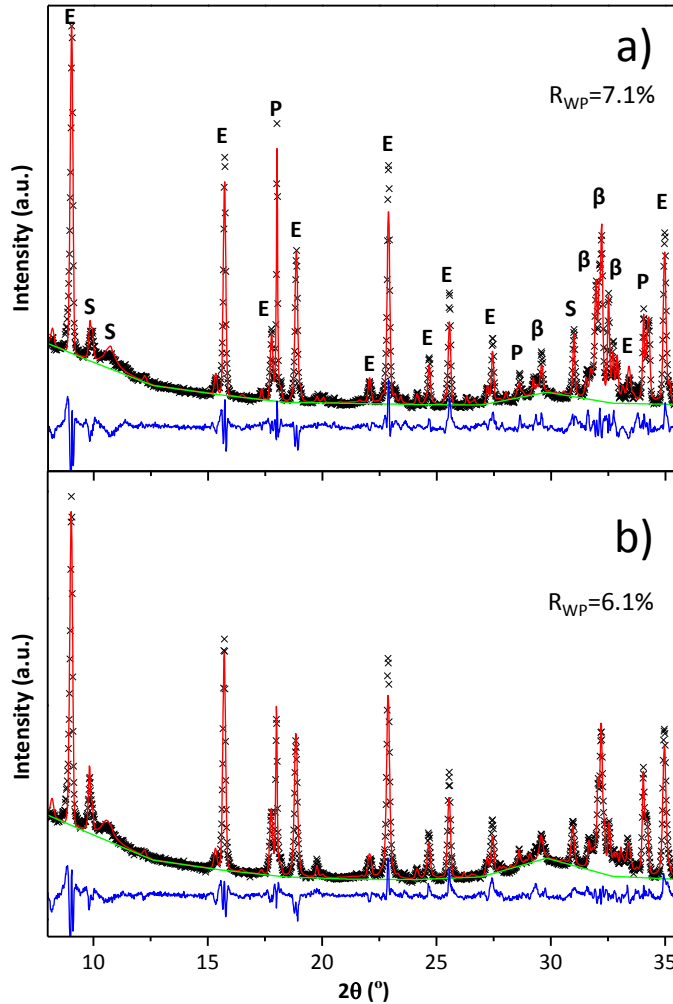 E
a)
R_WP=7.1%
P
E
E
E
β
E
β
β
E
P
S
S
E
E
E
P
β
S
E
Intensity (a.u.)
b)
R_WP=6.1%
Intensity (a.u.)
10 15 20 25 30 35
2θ (º)